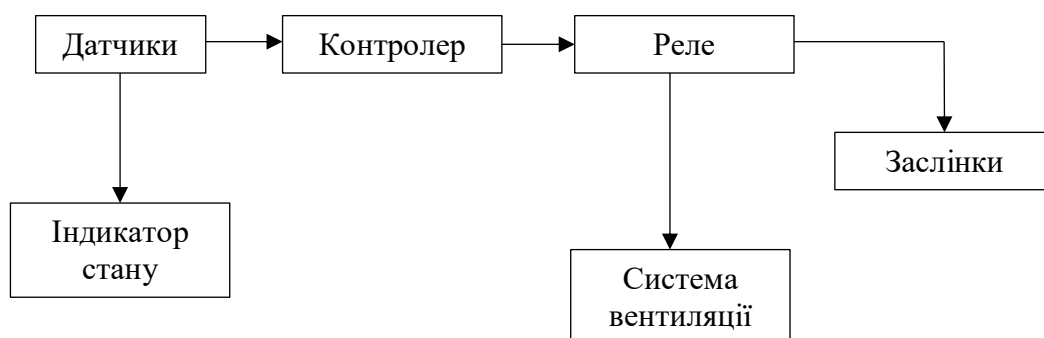 Датчики
Контролер
Реле
Заслінки
Індикатор
стану
Система
вентиляції